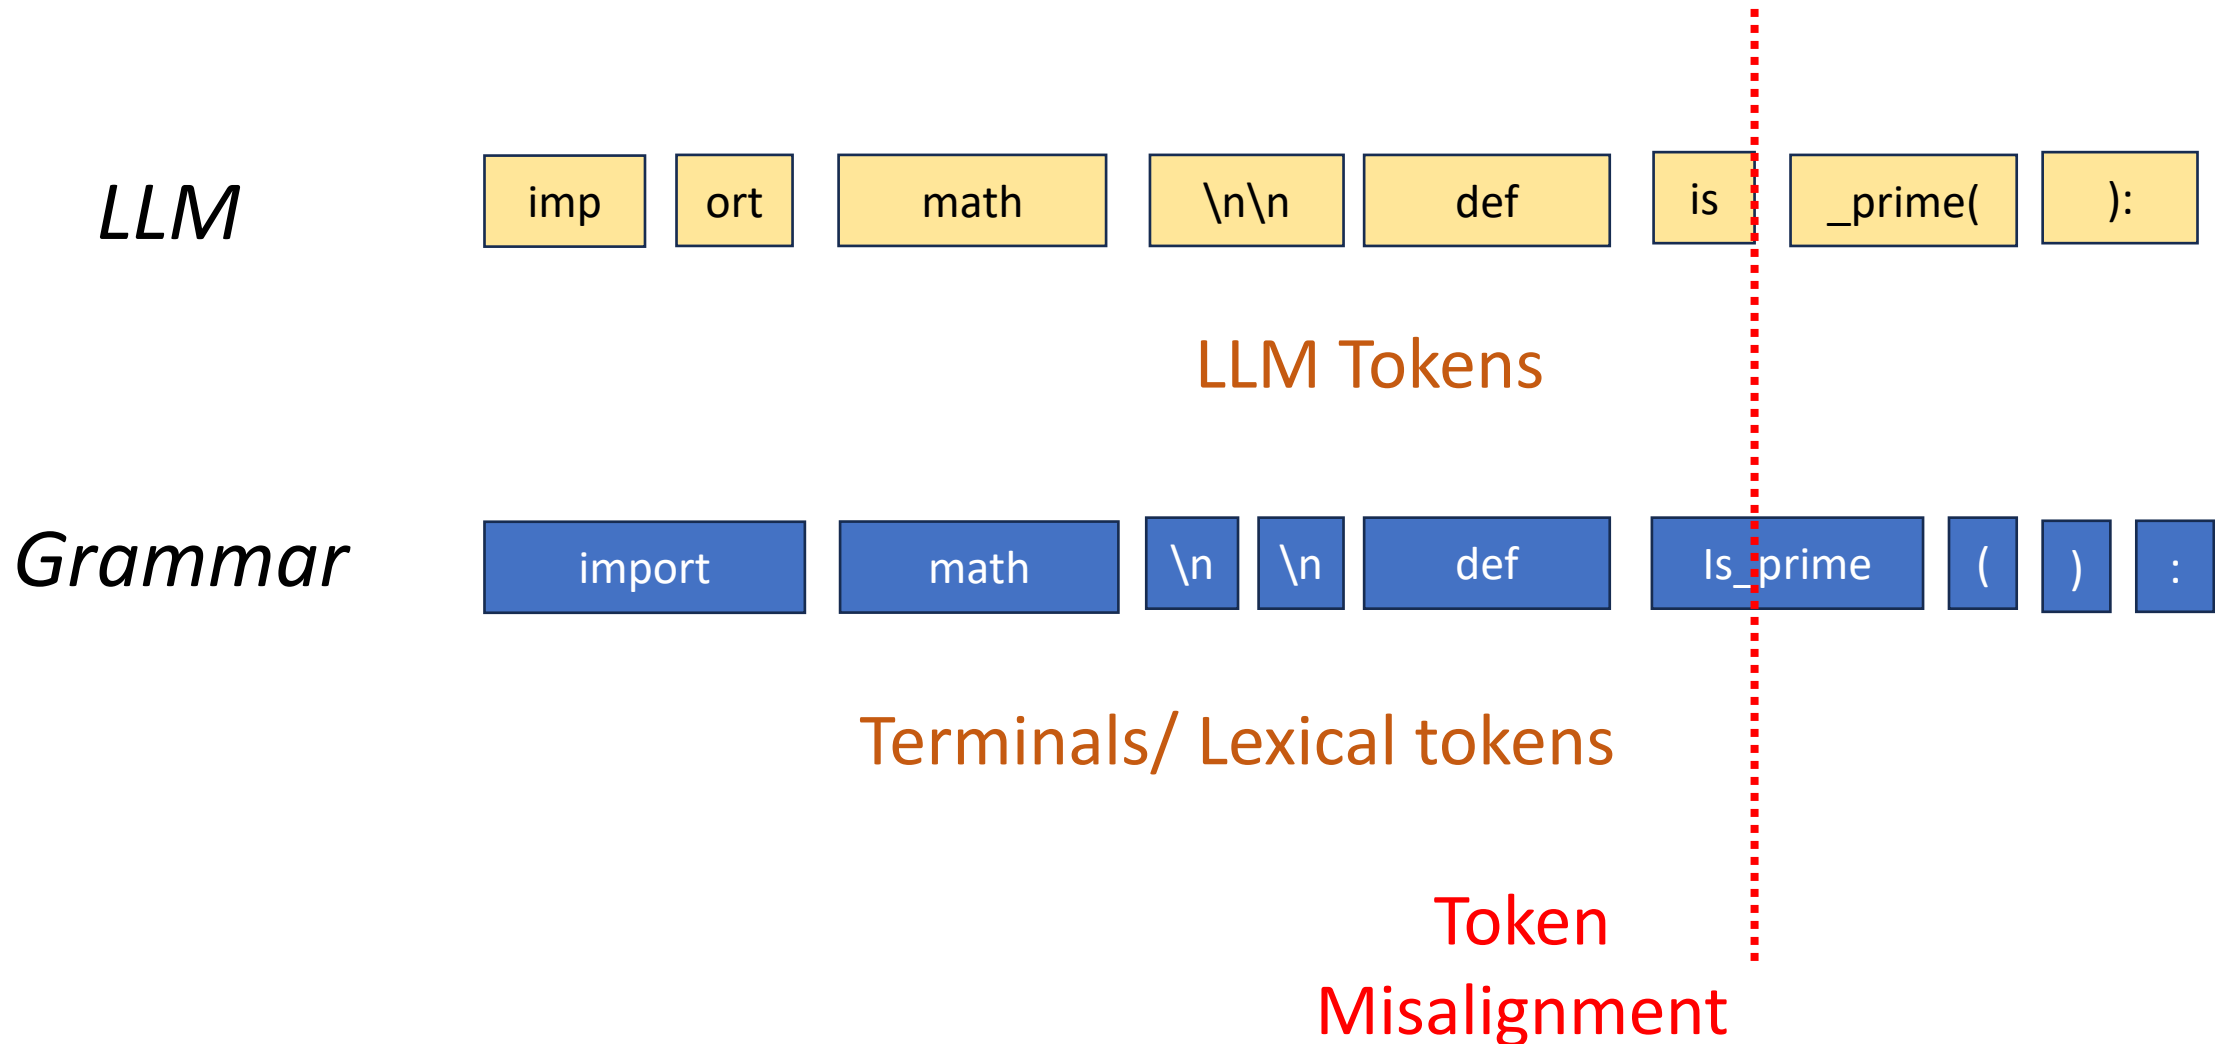 LLM imp ort math \n\n def is _prime( ):
LLM Tokens
Grammar import math \n \n def Is_prime ( ) :
Terminals/ Lexical tokens
Token
Misalignment